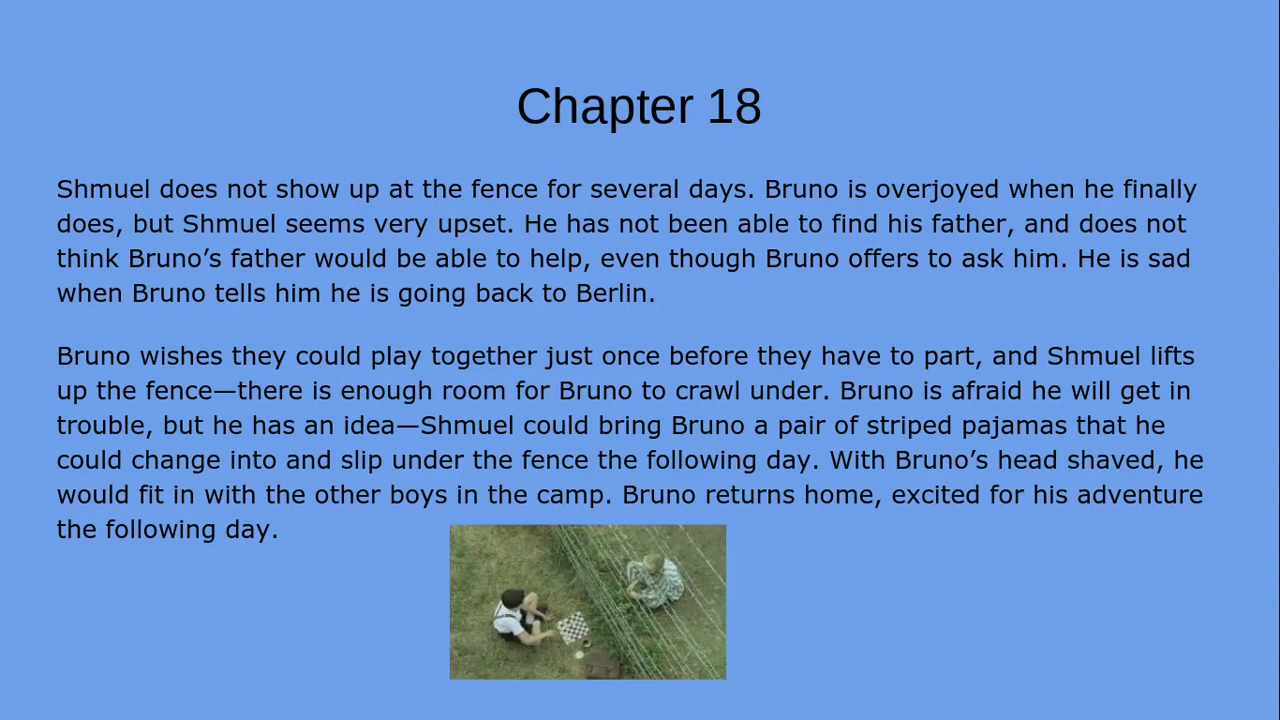 Chapter 18
Shmuel does not show up at the fence for several days. Bruno is overjoyed when he finally
does, but Shmuel seems very upset. He has not been able to find his father, and does not
think Bruno’s father would be able to help, even though Bruno offers to ask him. He is sad
when Bruno tells him he is going back to Berlin.
Bruno wishes they could play together just once before they have to part, and Shmuel lifts
up the fence—there is enough room for Bruno to crawl under. Bruno is afraid he will get in
trouble, but he has an idea—Shmuel could bring Bruno a pair of striped pajamas that he
could change into and slip under the fence the following day. With Bruno’s head shaved, he
would fit in with the other boys in the camp. Bruno returns home, excited for his adventure
the following day.